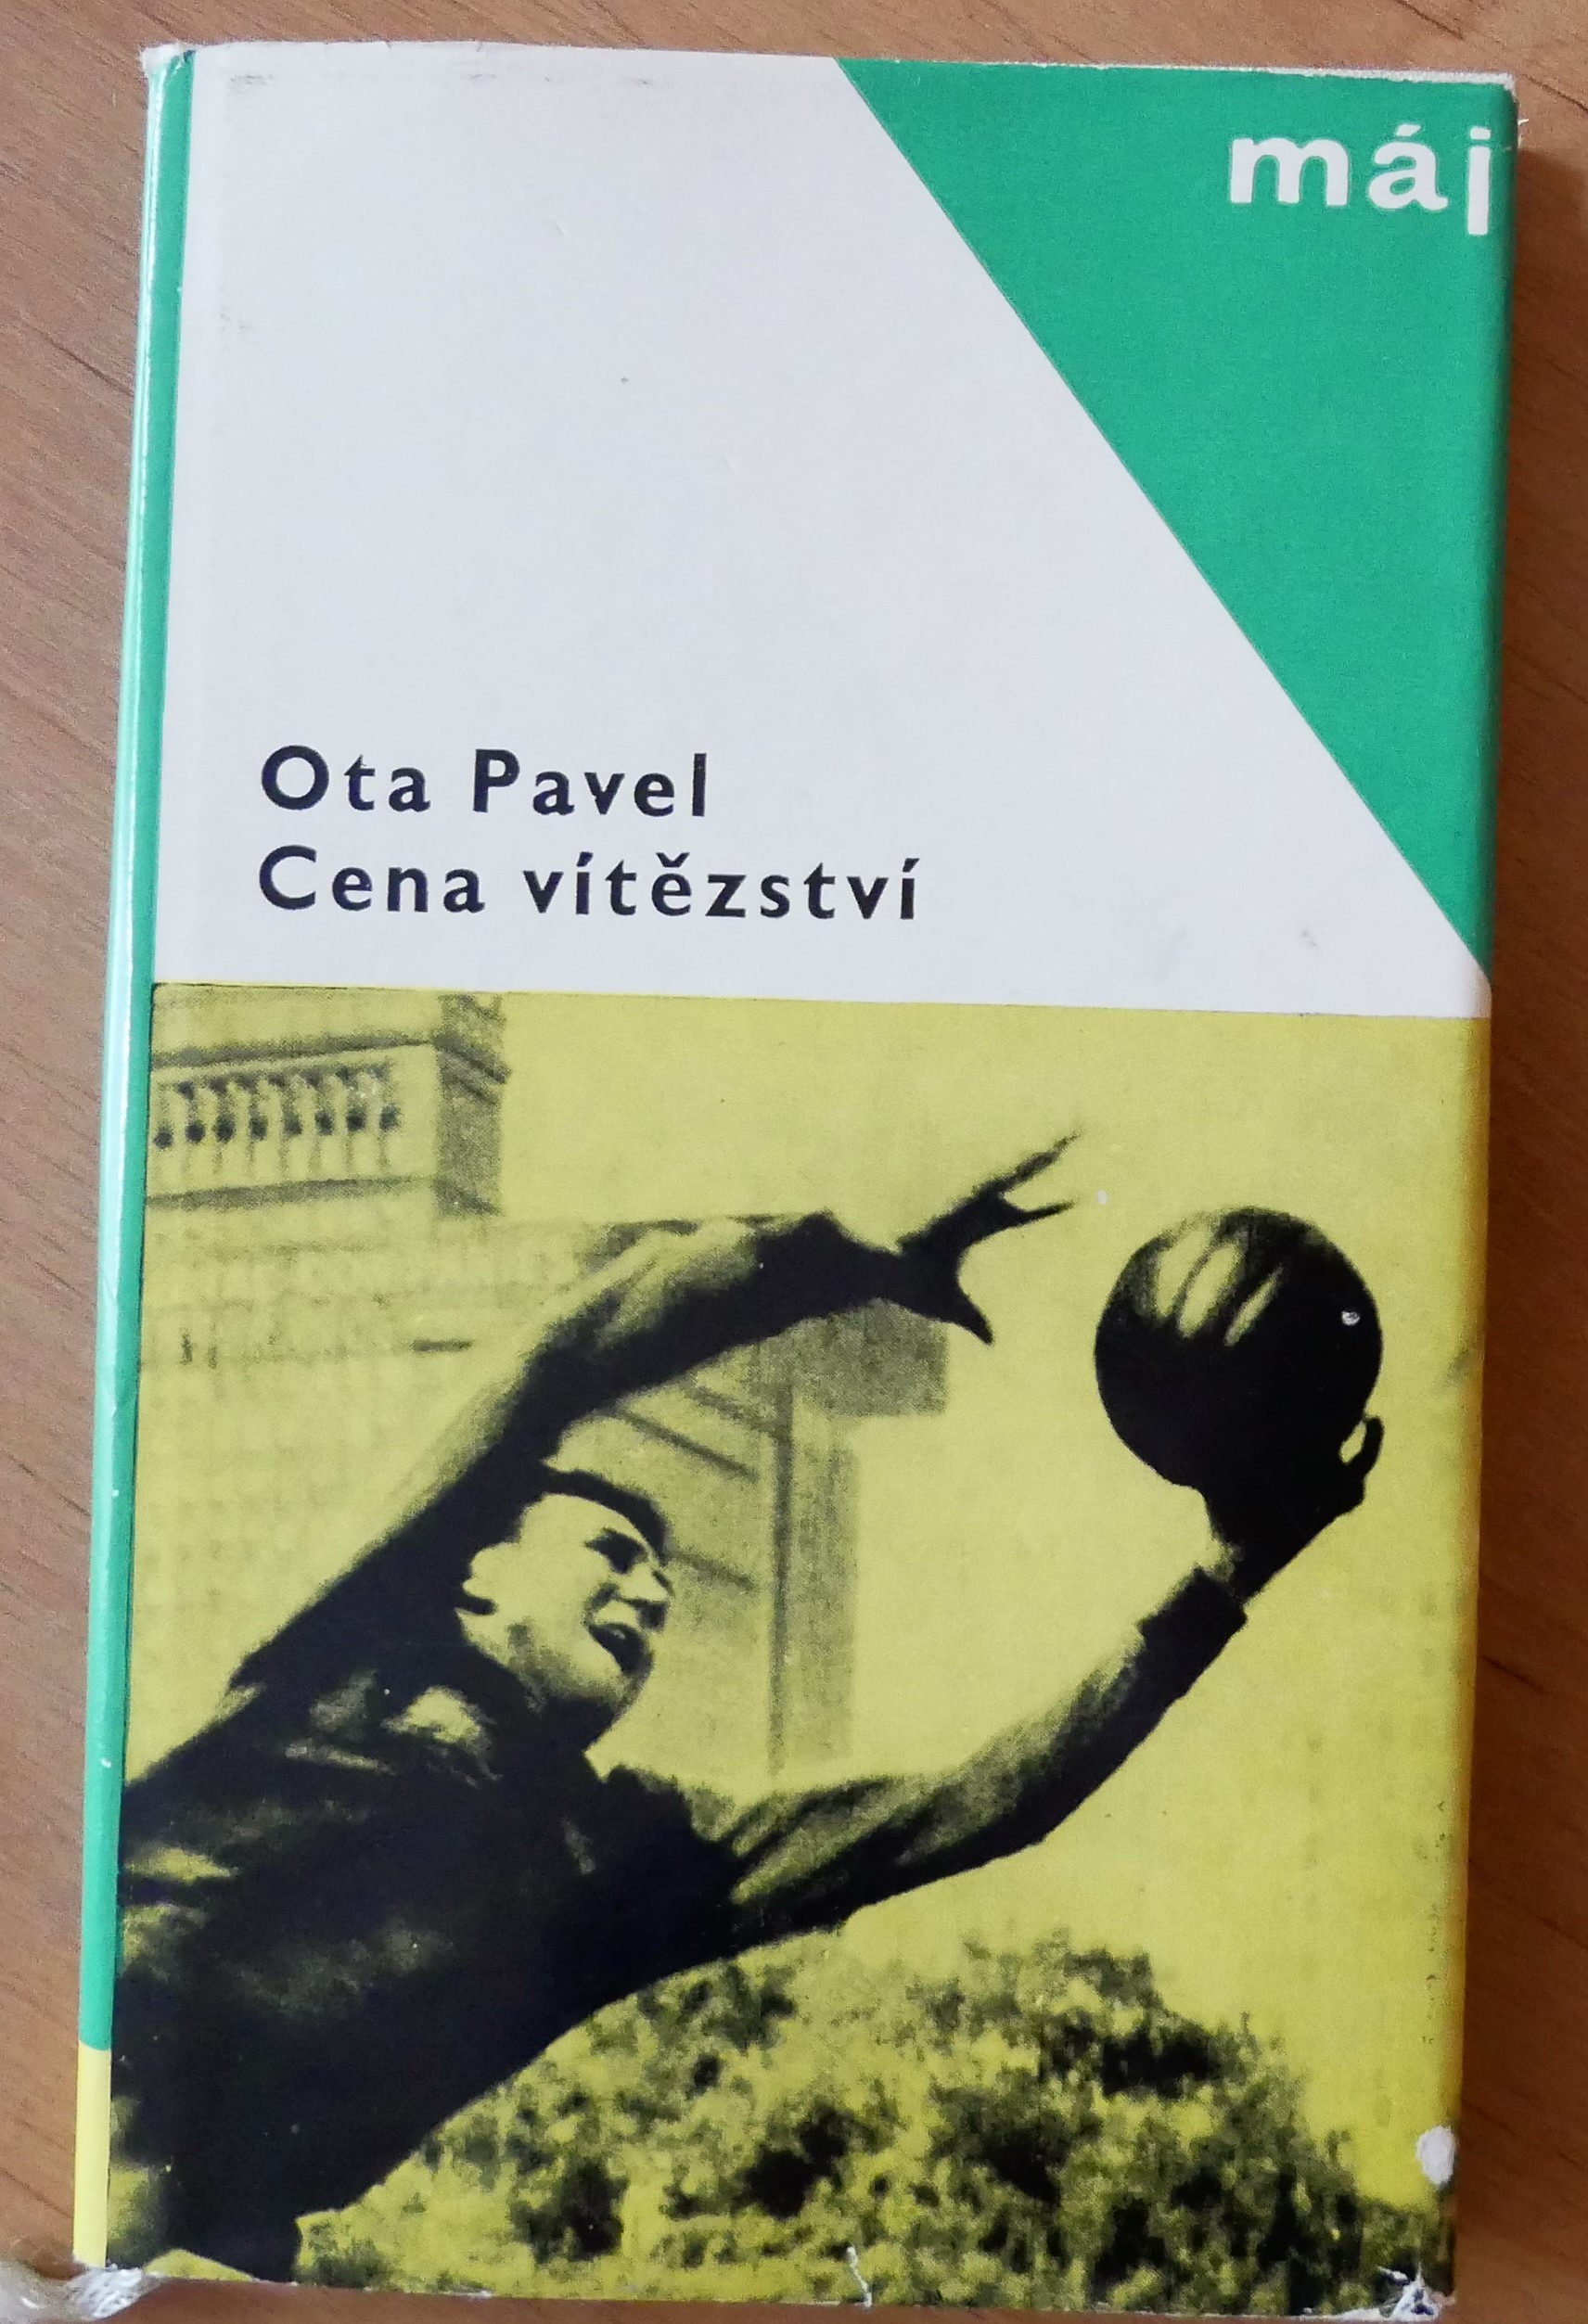 máj
Ota Pavel
Cena vítězství